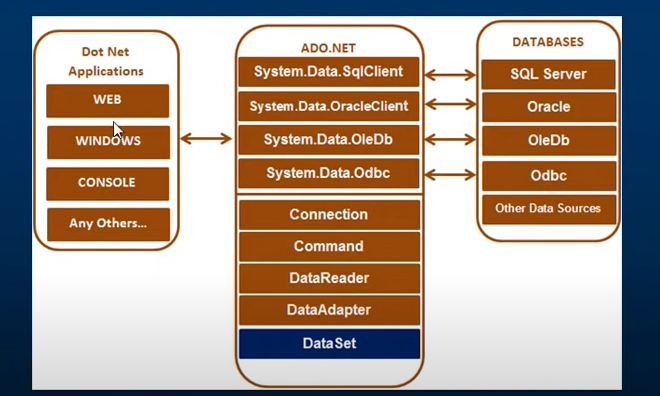 Dot Net
Applications
WEB
WINDOWS
CONSOLE
Any Others...
ADO.NET
System.Data.SqlClient
System.Data.OracleClient
System.Data.OleDb
System.Data.Odbc
Connection
Command
DataReader
DataAdapter
DataSet
DATABASES
SQL Server
Oracle
OleDb
Odbc
Other Data Sources